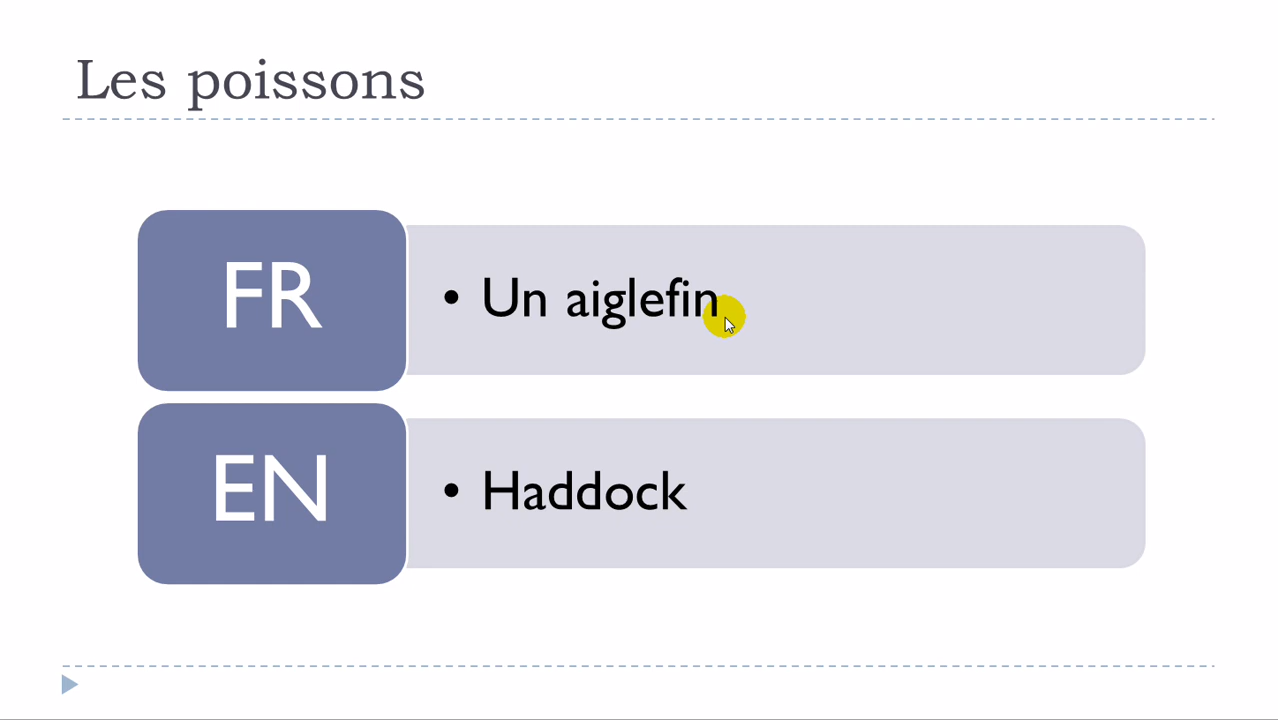 Les poissons
FR
• Un aiglefin
EN
• Haddock